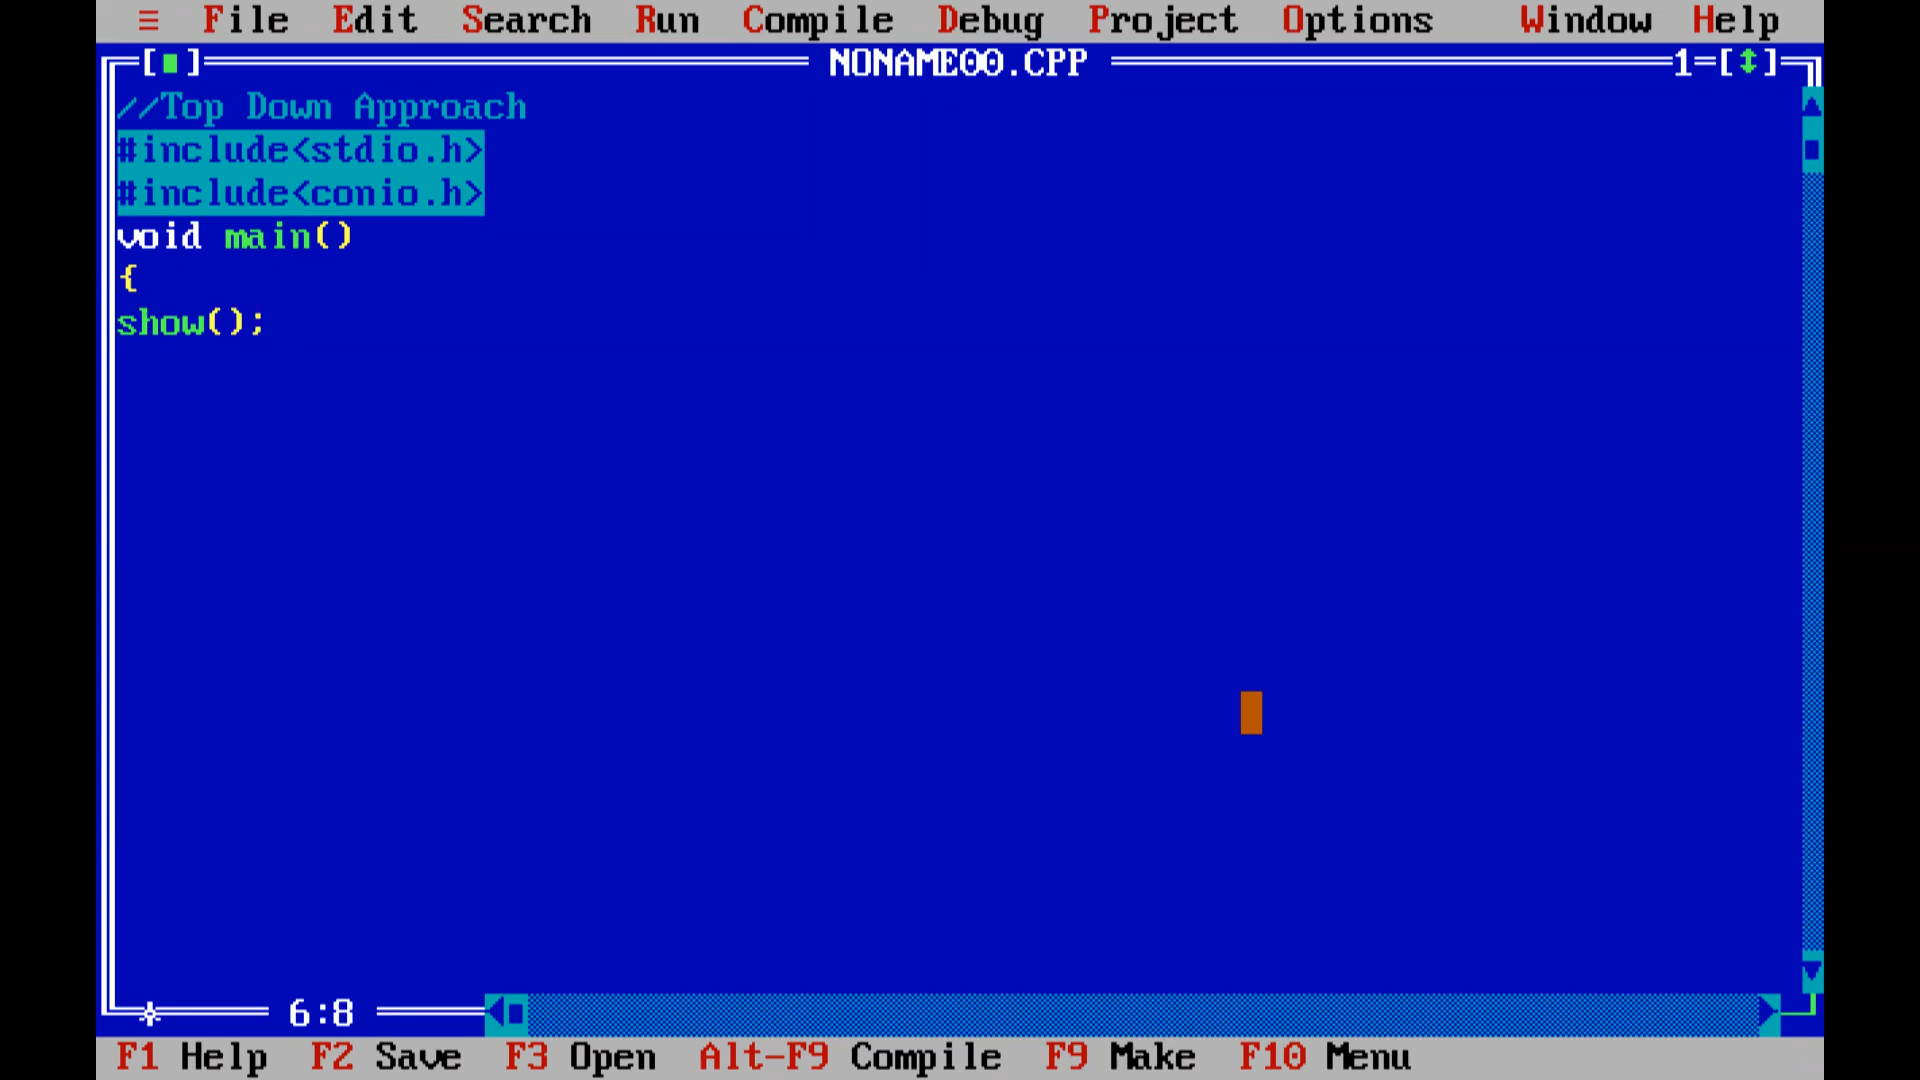 ≡ File Edit Search Run Compile Debug Project Options Window Help
[■] NONAME00.CPP 1=[↕]
//Top Down Approach
#include<stdio.h>
#include<conio.h>
void main()
{
show();
6:8
F1 Help F2 Save F3 Open Alt-F9 Compile F9 Make F10 Menu